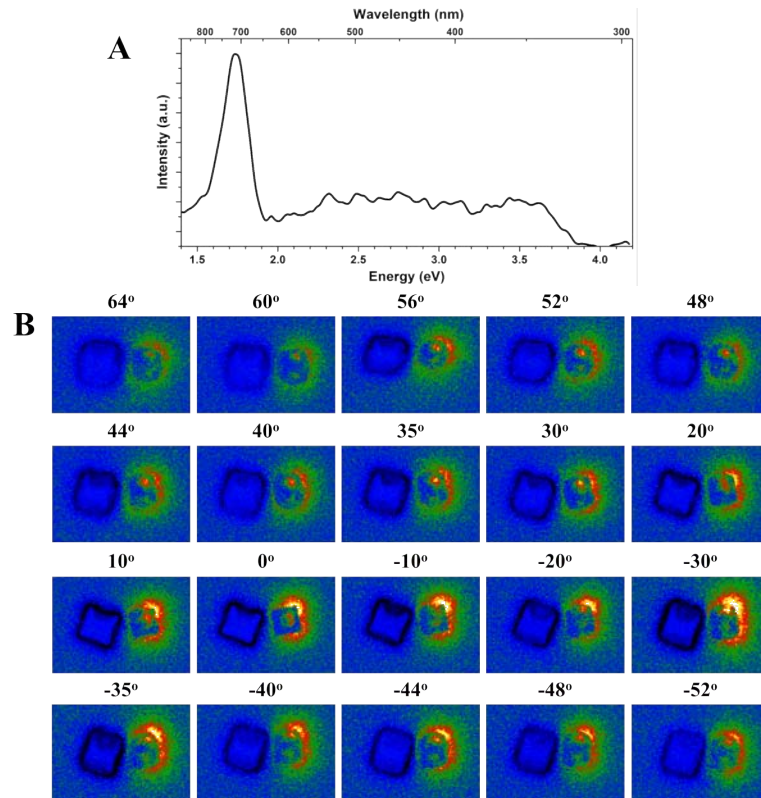 Wavelength (nm)
800 700 600 500 400 300
A
Intensity (a.u.)
1.5 2.0 2.5 3.0 3.5 4.0
Energy (eV)
B
64° 60° 56° 52° 48°
44° 40° 35° 30° 20°
10° 0° -10° -20° -30°
-35° -40° -44° -48° -52°